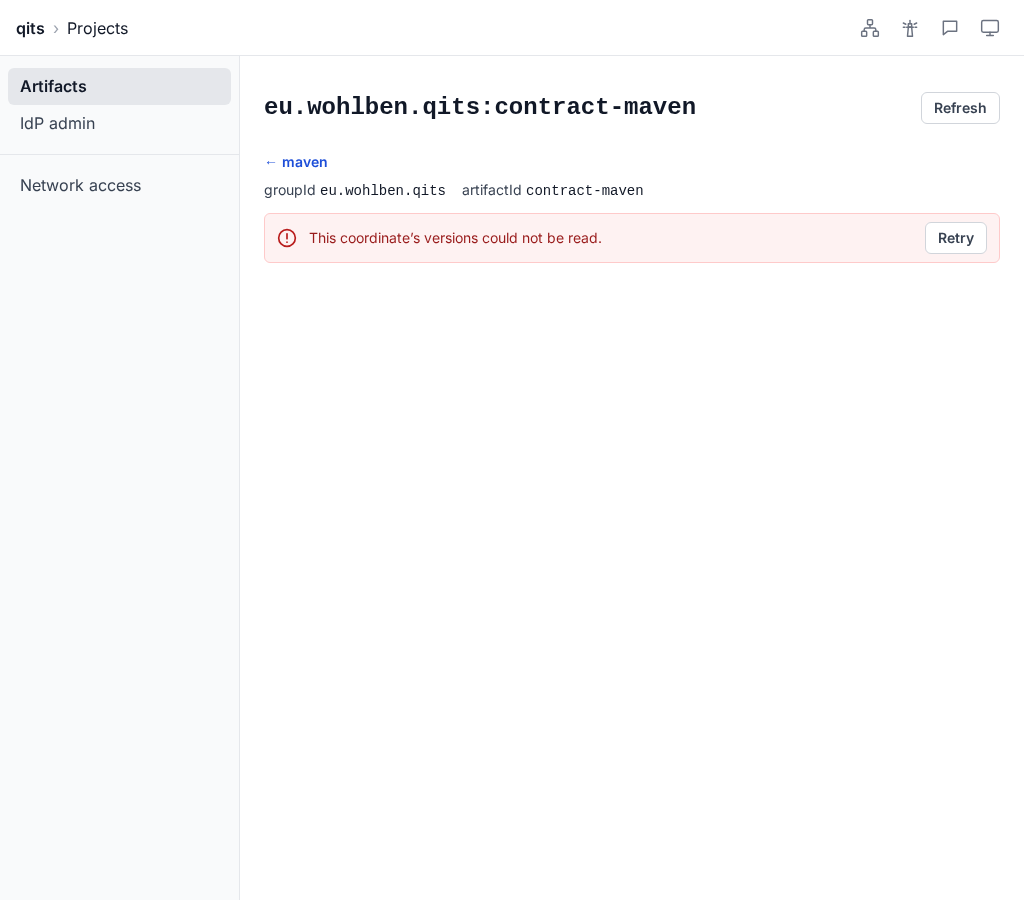 qits › Projects
Artifacts
IdP admin
Network access
eu.wohlben.qits:contract-maven
Refresh
← maven
groupId eu.wohlben.qits artifactId contract-maven
This coordinate’s versions could not be read.
Retry